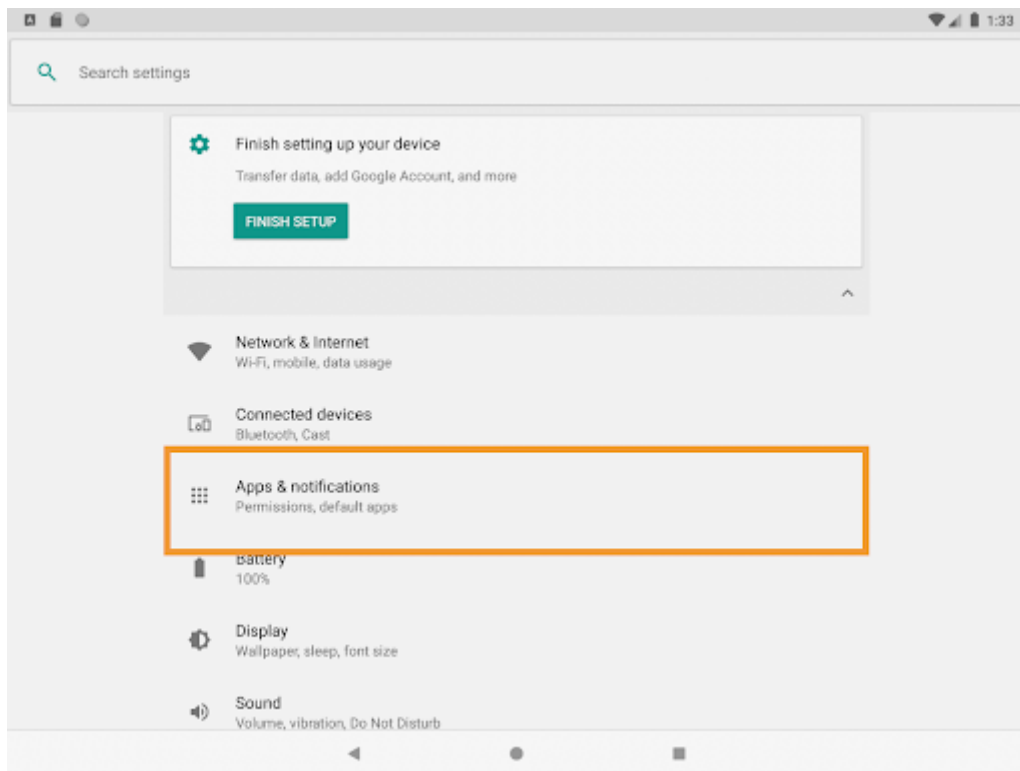 1:33
Search settings
Finish setting up your device
Transfer data, add Google Account, and more
FINISH SETUP
Network & Internet
Wi-Fi, mobile, data usage
Connected devices
Bluetooth, Cast
Apps & notifications
Permissions, default apps
Battery
100%
Display
Wallpaper, sleep, font size
Sound
Volume, vibration, Do Not Disturb